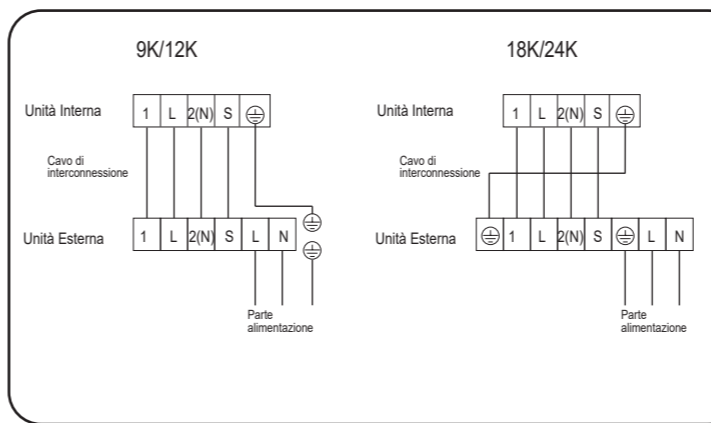 9K/12K
Unità Interna
1 L 2(N) S
Cavo di
interconnessione
Unità Esterna
1 L 2(N) S L N
Parte
alimentazione
18K/24K
Unità Interna
1 L 2(N) S
Cavo di
interconnessione
Unità Esterna
1 L 2(N) S L N
Parte
alimentazione